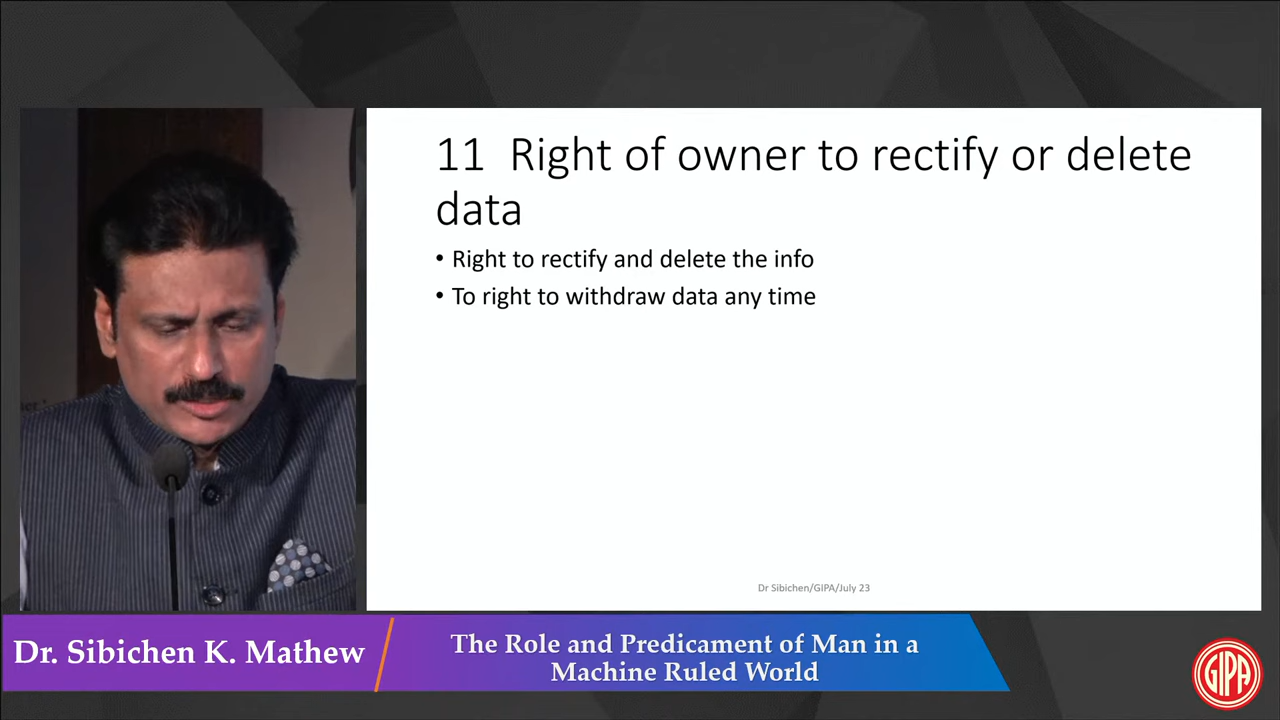 11 Right of owner to rectify or delete
data
• Right to rectify and delete the info
• To right to withdraw data any time
Dr Sibichen/GIPA/July 23
Dr. Sibichen K. Mathew
The Role and Predicament of Man in a
Machine Ruled World
GIPA